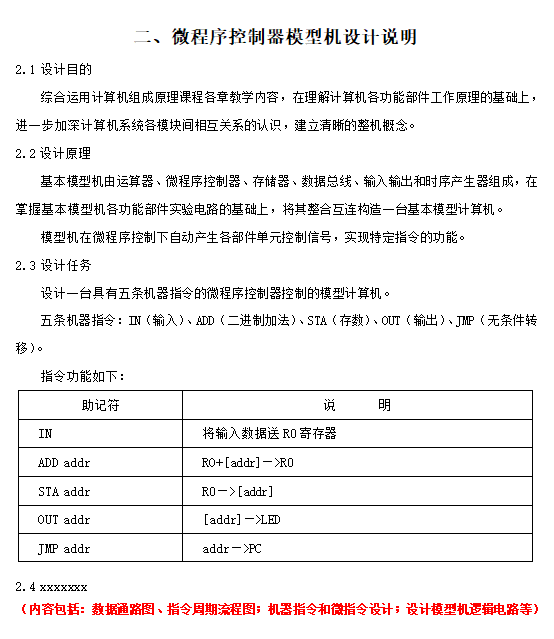 二、微程序控制器模型机设计说明
2.1 设计目的
综合运用计算机组成原理课程各章教学内容，在理解计算机各功能部件工作原理的基础上，
进一步加深计算机系统各模块间相互关系的认识，建立清晰的整机概念。
2.2 设计原理
基本模型机由运算器、微程序控制器、存储器、数据总线、输入输出和时序产生器组成，在
掌握基本模型机各功能部件实验电路的基础上，将其整合互连构造一台基本模型计算机。
模型机在微程序控制下自动产生各部件单元控制信号，实现特定指令的功能。
2.3 设计任务
设计一台具有五条机器指令的微程序控制器控制的模型计算机。
五条机器指令：IN（输入）、ADD（二进制加法）、STA（存数）、OUT（输出）、JMP（无条件转
移）。
指令功能如下：
助记符 说 明
IN 将输入数据送 R0 寄存器
ADD addr R0+[addr]—>R0
STA addr R0—>[addr]
OUT addr [addr]—>LED
JMP addr addr—>PC
2.4 xxxxxxx
（内容包括：数据通路图、指令周期流程图；机器指令和微指令设计；设计模型机逻辑电路等）